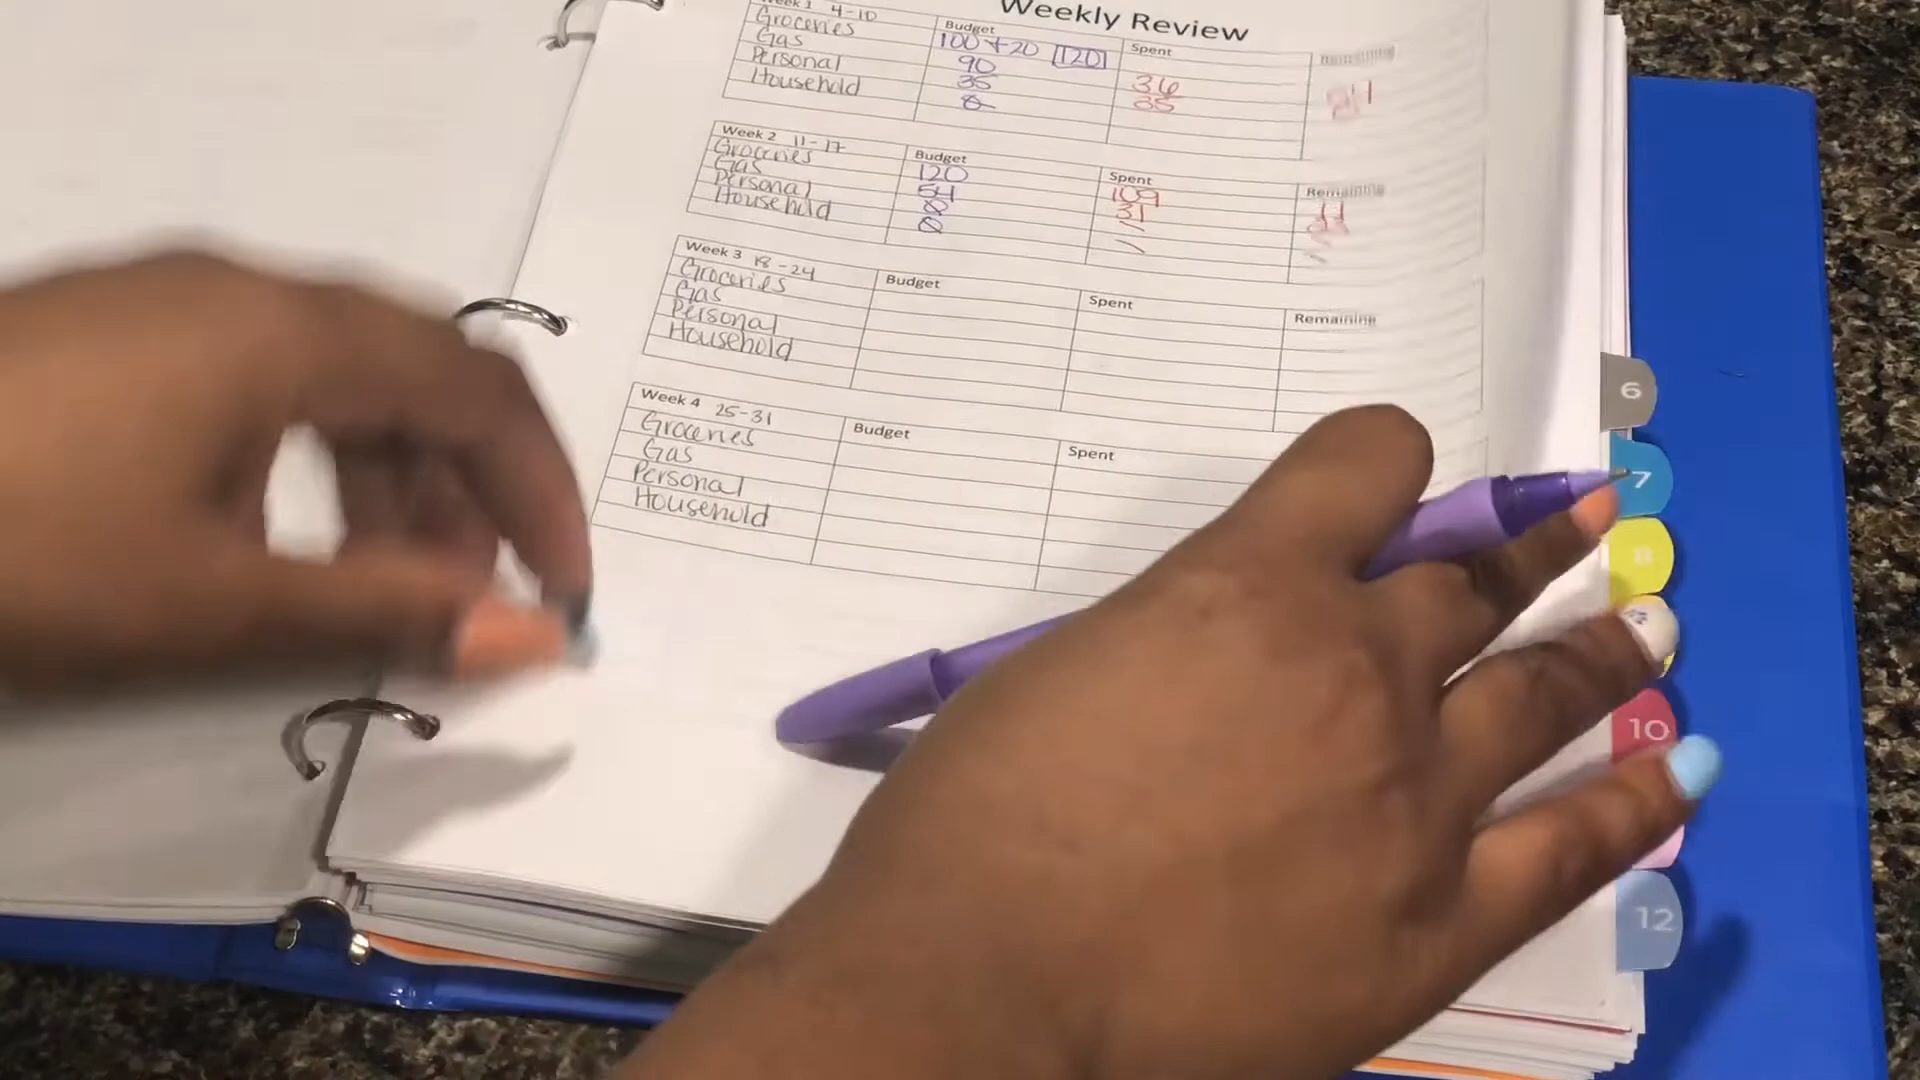 Weekly Review
Week 1 4-10 Budget Spent Remaining
Groceries 100 + 20 120
Gas 90 36
Personal 35 35
Household 0
Week 2 11-17 Budget Spent Remaining
Groceries 120 109 11
Gas 54 31
Personal 0 \
Household 0 \
Week 3 18-24 Budget Spent Remaining
Groceries
Gas
Personal
Household
Week 4 25-31 Budget Spent
Groceries
Gas
Personal
Household
6
7
8
10
12